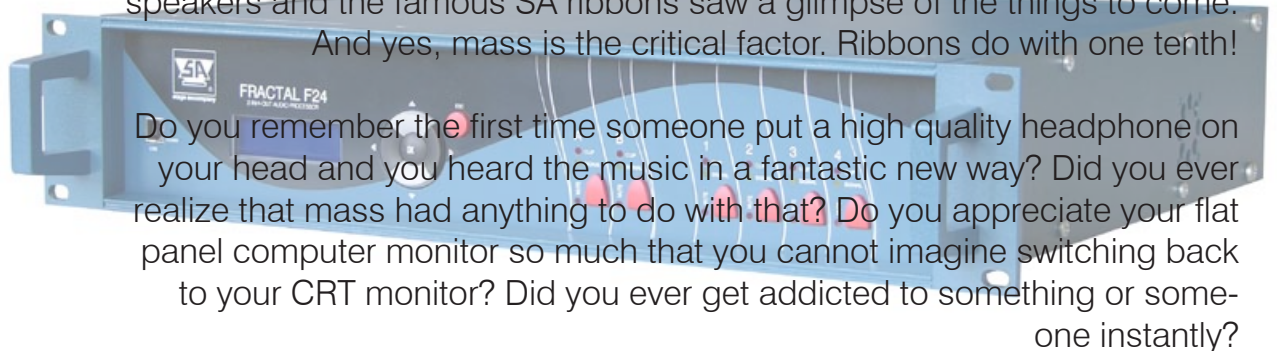 speakers and the famous SA ribbons saw a glimpse of the things to come.
And yes, mass is the critical factor. Ribbons do with one tenth!
SA
stage accompany
FRACTAL F24
Do you remember the first time someone put a high quality headphone on
your head and you heard the music in a fantastic new way? Did you ever
realize that mass had anything to do with that? Do you appreciate your flat
panel computer monitor so much that you cannot imagine switching back
to your CRT monitor? Did you ever get addicted to something or some-
one instantly?